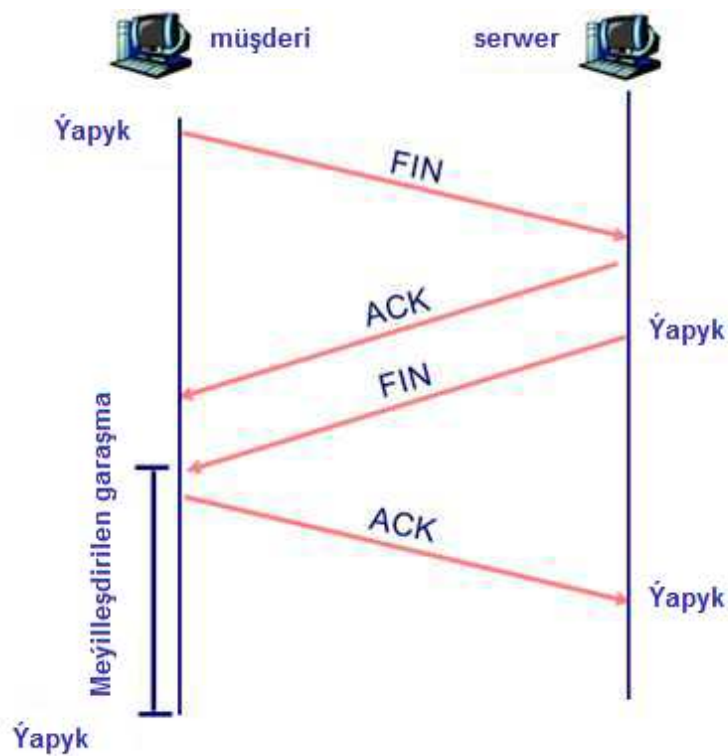 müşderi
serwer
Ýapyk
FIN
ACK
Ýapyk
FIN
Meýilleşdirilen garaşma
ACK
Ýapyk
Ýapyk